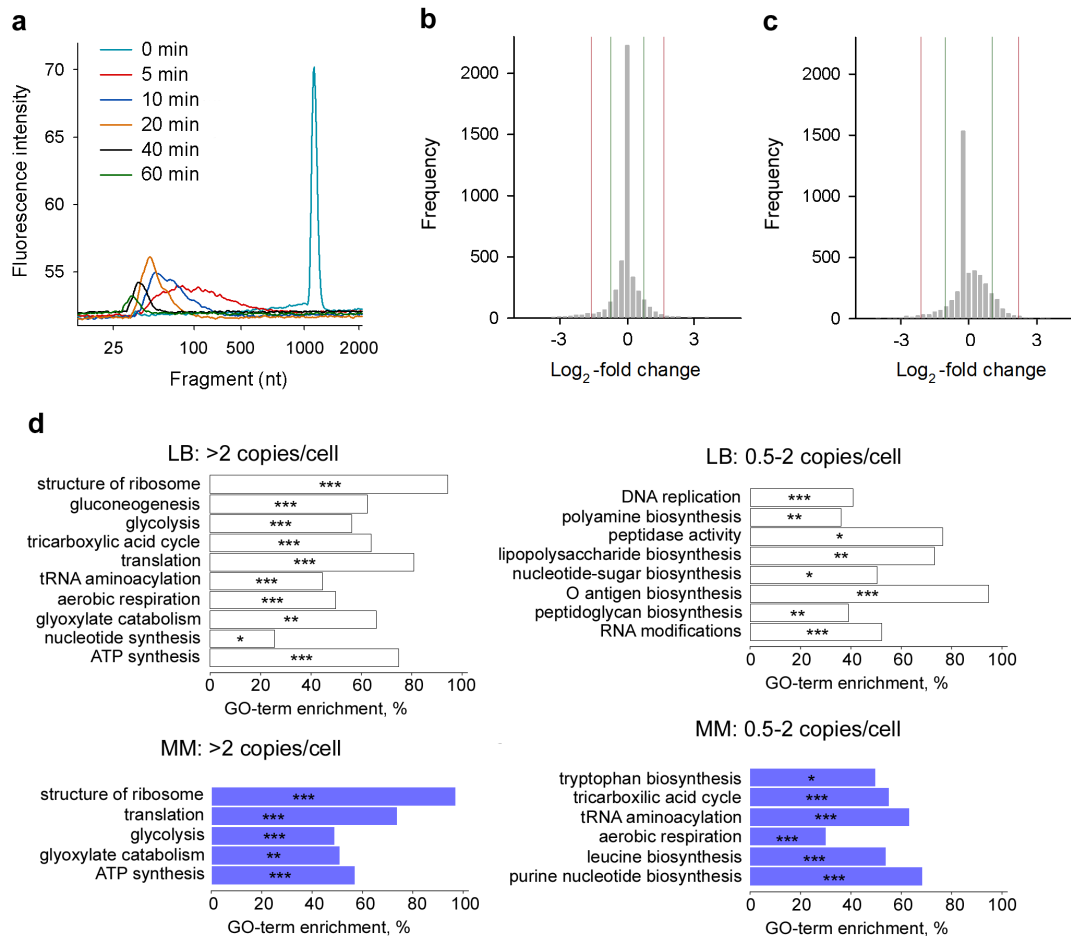 a
Fluorescence intensity
70
65
60
55
0 min
5 min
10 min
20 min
40 min
60 min
25
100
500
1000
2000
Fragment (nt)
b
Frequency
2000
1500
1000
500
0
-3
0
3
Log2-fold change
c
Frequency
2000
1500
1000
500
0
-3
0
3
Log2-fold change
d
LB: >2 copies/cell
structure of ribosome ***
gluconeogenesis ***
glycolysis ***
tricarboxylic acid cycle ***
translation ***
tRNA aminoacylation ***
aerobic respiration ***
glyoxylate catabolism **
nucleotide synthesis *
ATP synthesis ***
0 20 40 60 80 100
GO-term enrichment, %
LB: 0.5-2 copies/cell
DNA replication ***
polyamine biosynthesis **
peptidase activity *
lipopolysaccharide biosynthesis **
nucleotide-sugar biosynthesis *
O antigen biosynthesis ***
peptidoglycan biosynthesis **
RNA modifications ***
0 20 40 60 80 100
GO-term enrichment, %
MM: >2 copies/cell
structure of ribosome ***
translation ***
glycolysis ***
glyoxylate catabolism **
ATP synthesis ***
0 20 40 60 80 100
GO-term enrichment, %
MM: 0.5-2 copies/cell
tryptophan biosynthesis *
tricarboxilic acid cycle ***
tRNA aminoacylation ***
aerobic respiration ***
leucine biosynthesis ***
purine nucleotide biosynthesis ***
0 20 40 60 80 100
GO-term enrichment, %